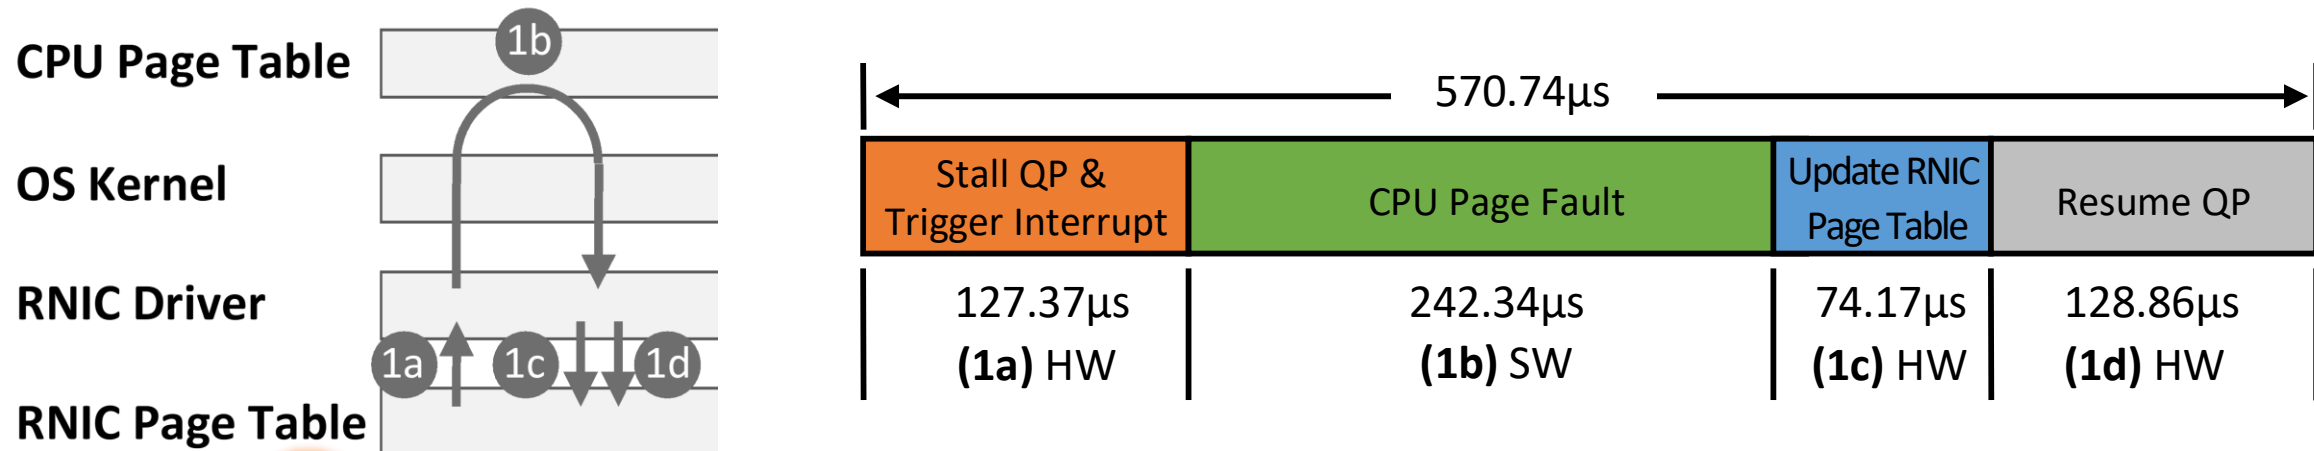 CPU Page Table
OS Kernel
RNIC Driver
RNIC Page Table
1b
1a
1c
1d
570.74μs
Stall QP &
Trigger Interrupt
CPU Page Fault
Update RNIC
Page Table
Resume QP
127.37μs
(1a) HW
242.34μs
(1b) SW
74.17μs
(1c) HW
128.86μs
(1d) HW